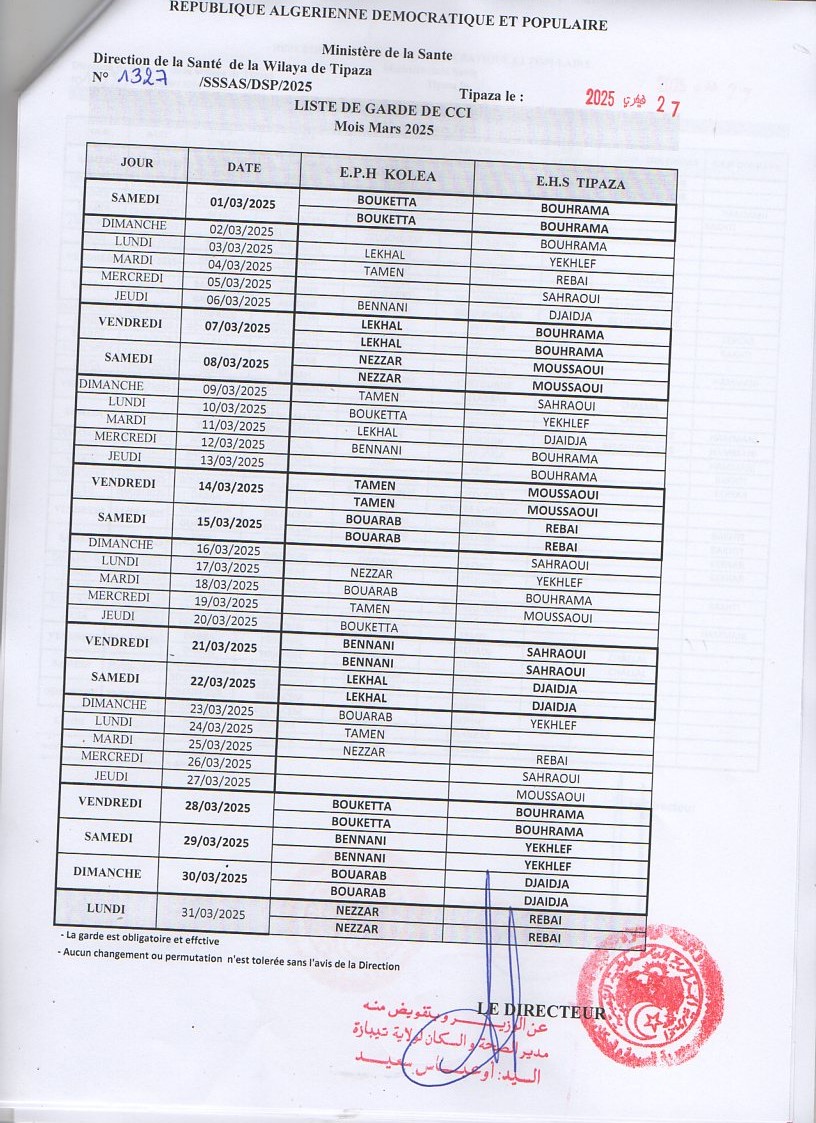 REPUBLIQUE ALGERIENNE DEMOCRATIQUE ET POPULAIRE
Ministère de la Sante
Direction de la Santé de la Wilaya de Tipaza
N° 1327 /SSSAS/DSP/2025
Tipaza le : 2025 فيفري 27
LISTE DE GARDE DE CCI
Mois Mars 2025
JOUR DATE E.P.H KOLEA E.H.S TIPAZA
SAMEDI 01/03/2025 BOUKETTA BOUHRAMA
BOUKETTA BOUHRAMA
DIMANCHE 02/03/2025 BOUHRAMA
LUNDI 03/03/2025 LEKHAL YEKHLEF
MARDI 04/03/2025 TAMEN REBAI
MERCREDI 05/03/2025 SAHRAOUI
JEUDI 06/03/2025 BENNANI DJAIDJA
VENDREDI 07/03/2025 LEKHAL BOUHRAMA
LEKHAL BOUHRAMA
SAMEDI 08/03/2025 NEZZAR MOUSSAOUI
NEZZAR MOUSSAOUI
DIMANCHE 09/03/2025 TAMEN SAHRAOUI
LUNDI 10/03/2025 BOUKETTA YEKHLEF
MARDI 11/03/2025 LEKHAL DJAIDJA
MERCREDI 12/03/2025 BENNANI BOUHRAMA
JEUDI 13/03/2025 BOUHRAMA
VENDREDI 14/03/2025 TAMEN MOUSSAOUI
TAMEN MOUSSAOUI
SAMEDI 15/03/2025 BOUARAB REBAI
BOUARAB REBAI
DIMANCHE 16/03/2025 SAHRAOUI
LUNDI 17/03/2025 NEZZAR YEKHLEF
MARDI 18/03/2025 BOUARAB BOUHRAMA
MERCREDI 19/03/2025 TAMEN MOUSSAOUI
JEUDI 20/03/2025 BOUKETTA
VENDREDI 21/03/2025 BENNANI SAHRAOUI
BENNANI SAHRAOUI
SAMEDI 22/03/2025 LEKHAL DJAIDJA
LEKHAL DJAIDJA
DIMANCHE 23/03/2025 BOUARAB YEKHLEF
LUNDI 24/03/2025 TAMEN
MARDI 25/03/2025 NEZZAR REBAI
MERCREDI 26/03/2025 SAHRAOUI
JEUDI 27/03/2025 MOUSSAOUI
VENDREDI 28/03/2025 BOUKETTA BOUHRAMA
BOUKETTA BOUHRAMA
SAMEDI 29/03/2025 BENNANI YEKHLEF
BENNANI YEKHLEF
DIMANCHE 30/03/2025 BOUARAB DJAIDJA
BOUARAB DJAIDJA
LUNDI 31/03/2025 NEZZAR REBAI
NEZZAR REBAI
- La garde est obligatoire et effctive
- Aucun changement ou permutation n'est tolerée sans l'avis de la Direction
LE DIRECTEUR
عن الوزيـــر و بتفويض منه
مدير الصحة و السكان لولاية تيبازة